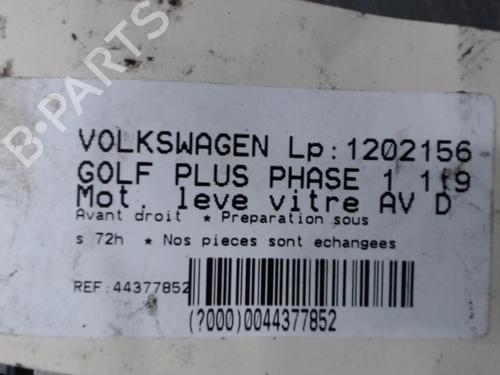 VOLKSWAGEN Lp:1202156
GOLF PLUS PHASE 1 1.9
Mot. leve vitre AV D
Avant droit * Preparation sous
s 72h * Nos pieces sont echangees
REF:44377852
(?000)0044377852
B-PARTS